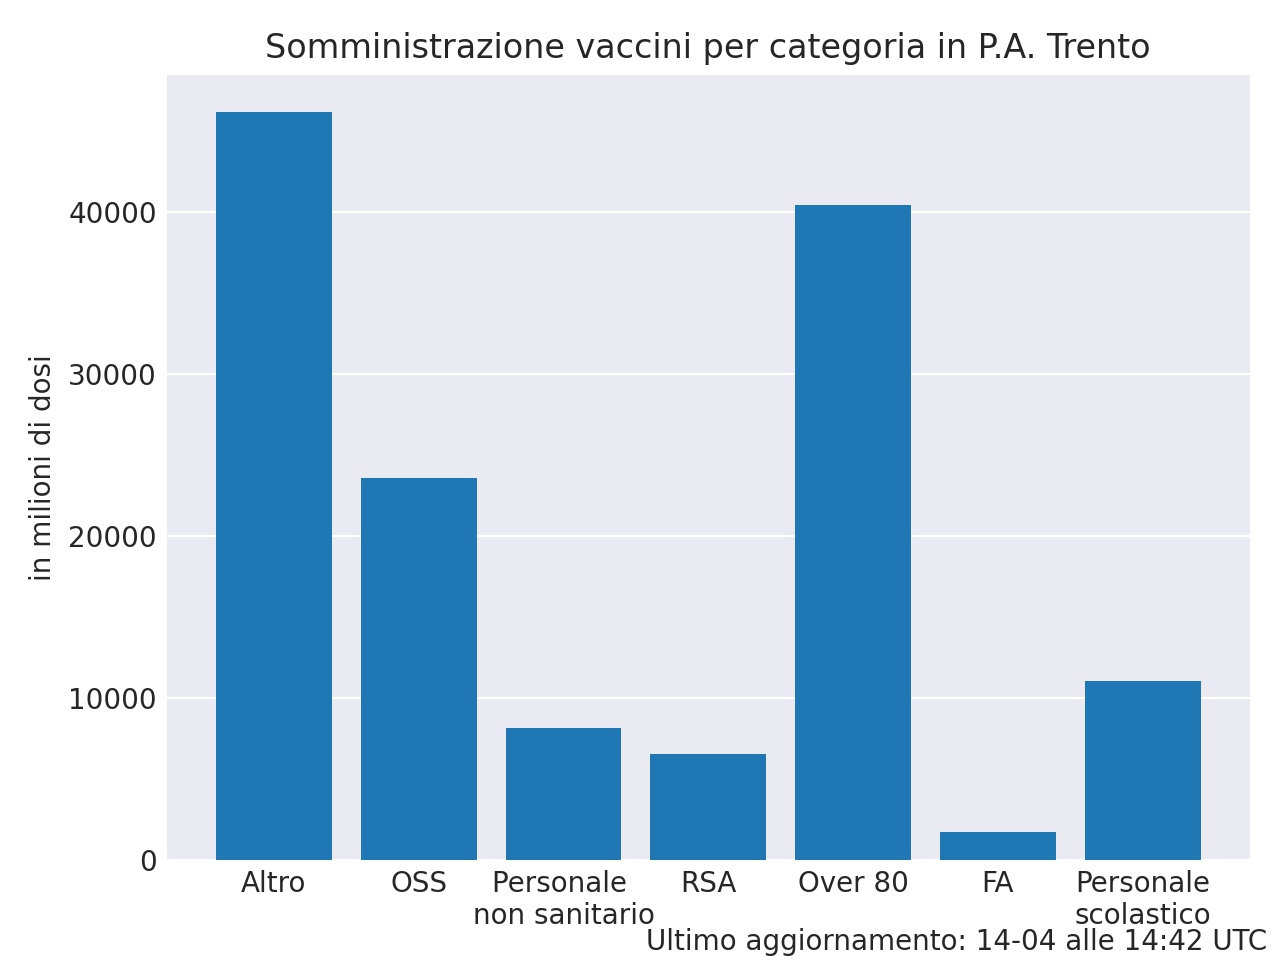 Somministrazione vaccini per categoria in P.A. Trento
in milioni di dosi
40000
30000
20000
10000
0
Altro
OSS
Personale
non sanitario
RSA
Over 80
FA
Personale
scolastico
Ultimo aggiornamento: 14-04 alle 14:42 UTC